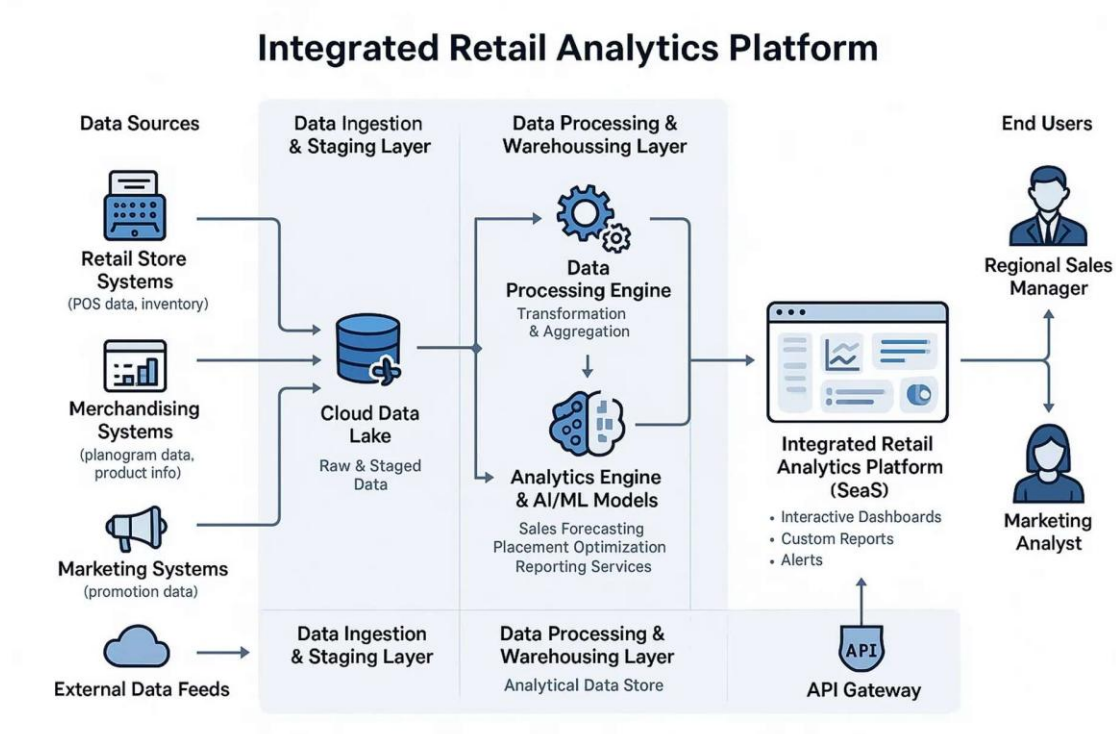 Integrated Retail Analytics Platform
Data Sources
Retail Store
Systems
(POS data, inventory)
Merchandising
Systems
(planogram data,
product info)
Marketing Systems
(promotion data)
External Data Feeds
Data Ingestion
& Staging Layer
Cloud Data
Lake
Raw & Staged
Data
Data Ingestion
& Staging Layer
Data Processing &
Warehoussing Layer
Data
Processing Engine
Transformation
& Aggregation
Analytics Engine
& AI/ML Models
Sales Forecasting
Placement Optimization
Reporting Services
Data Processing &
Warehousing Layer
Analytical Data Store
Integrated Retail
Analytics Platform
(SeaS)
• Interactive Dashboards
• Custom Reports
• Alerts
API
API Gateway
End Users
Regional Sales
Manager
Marketing
Analyst